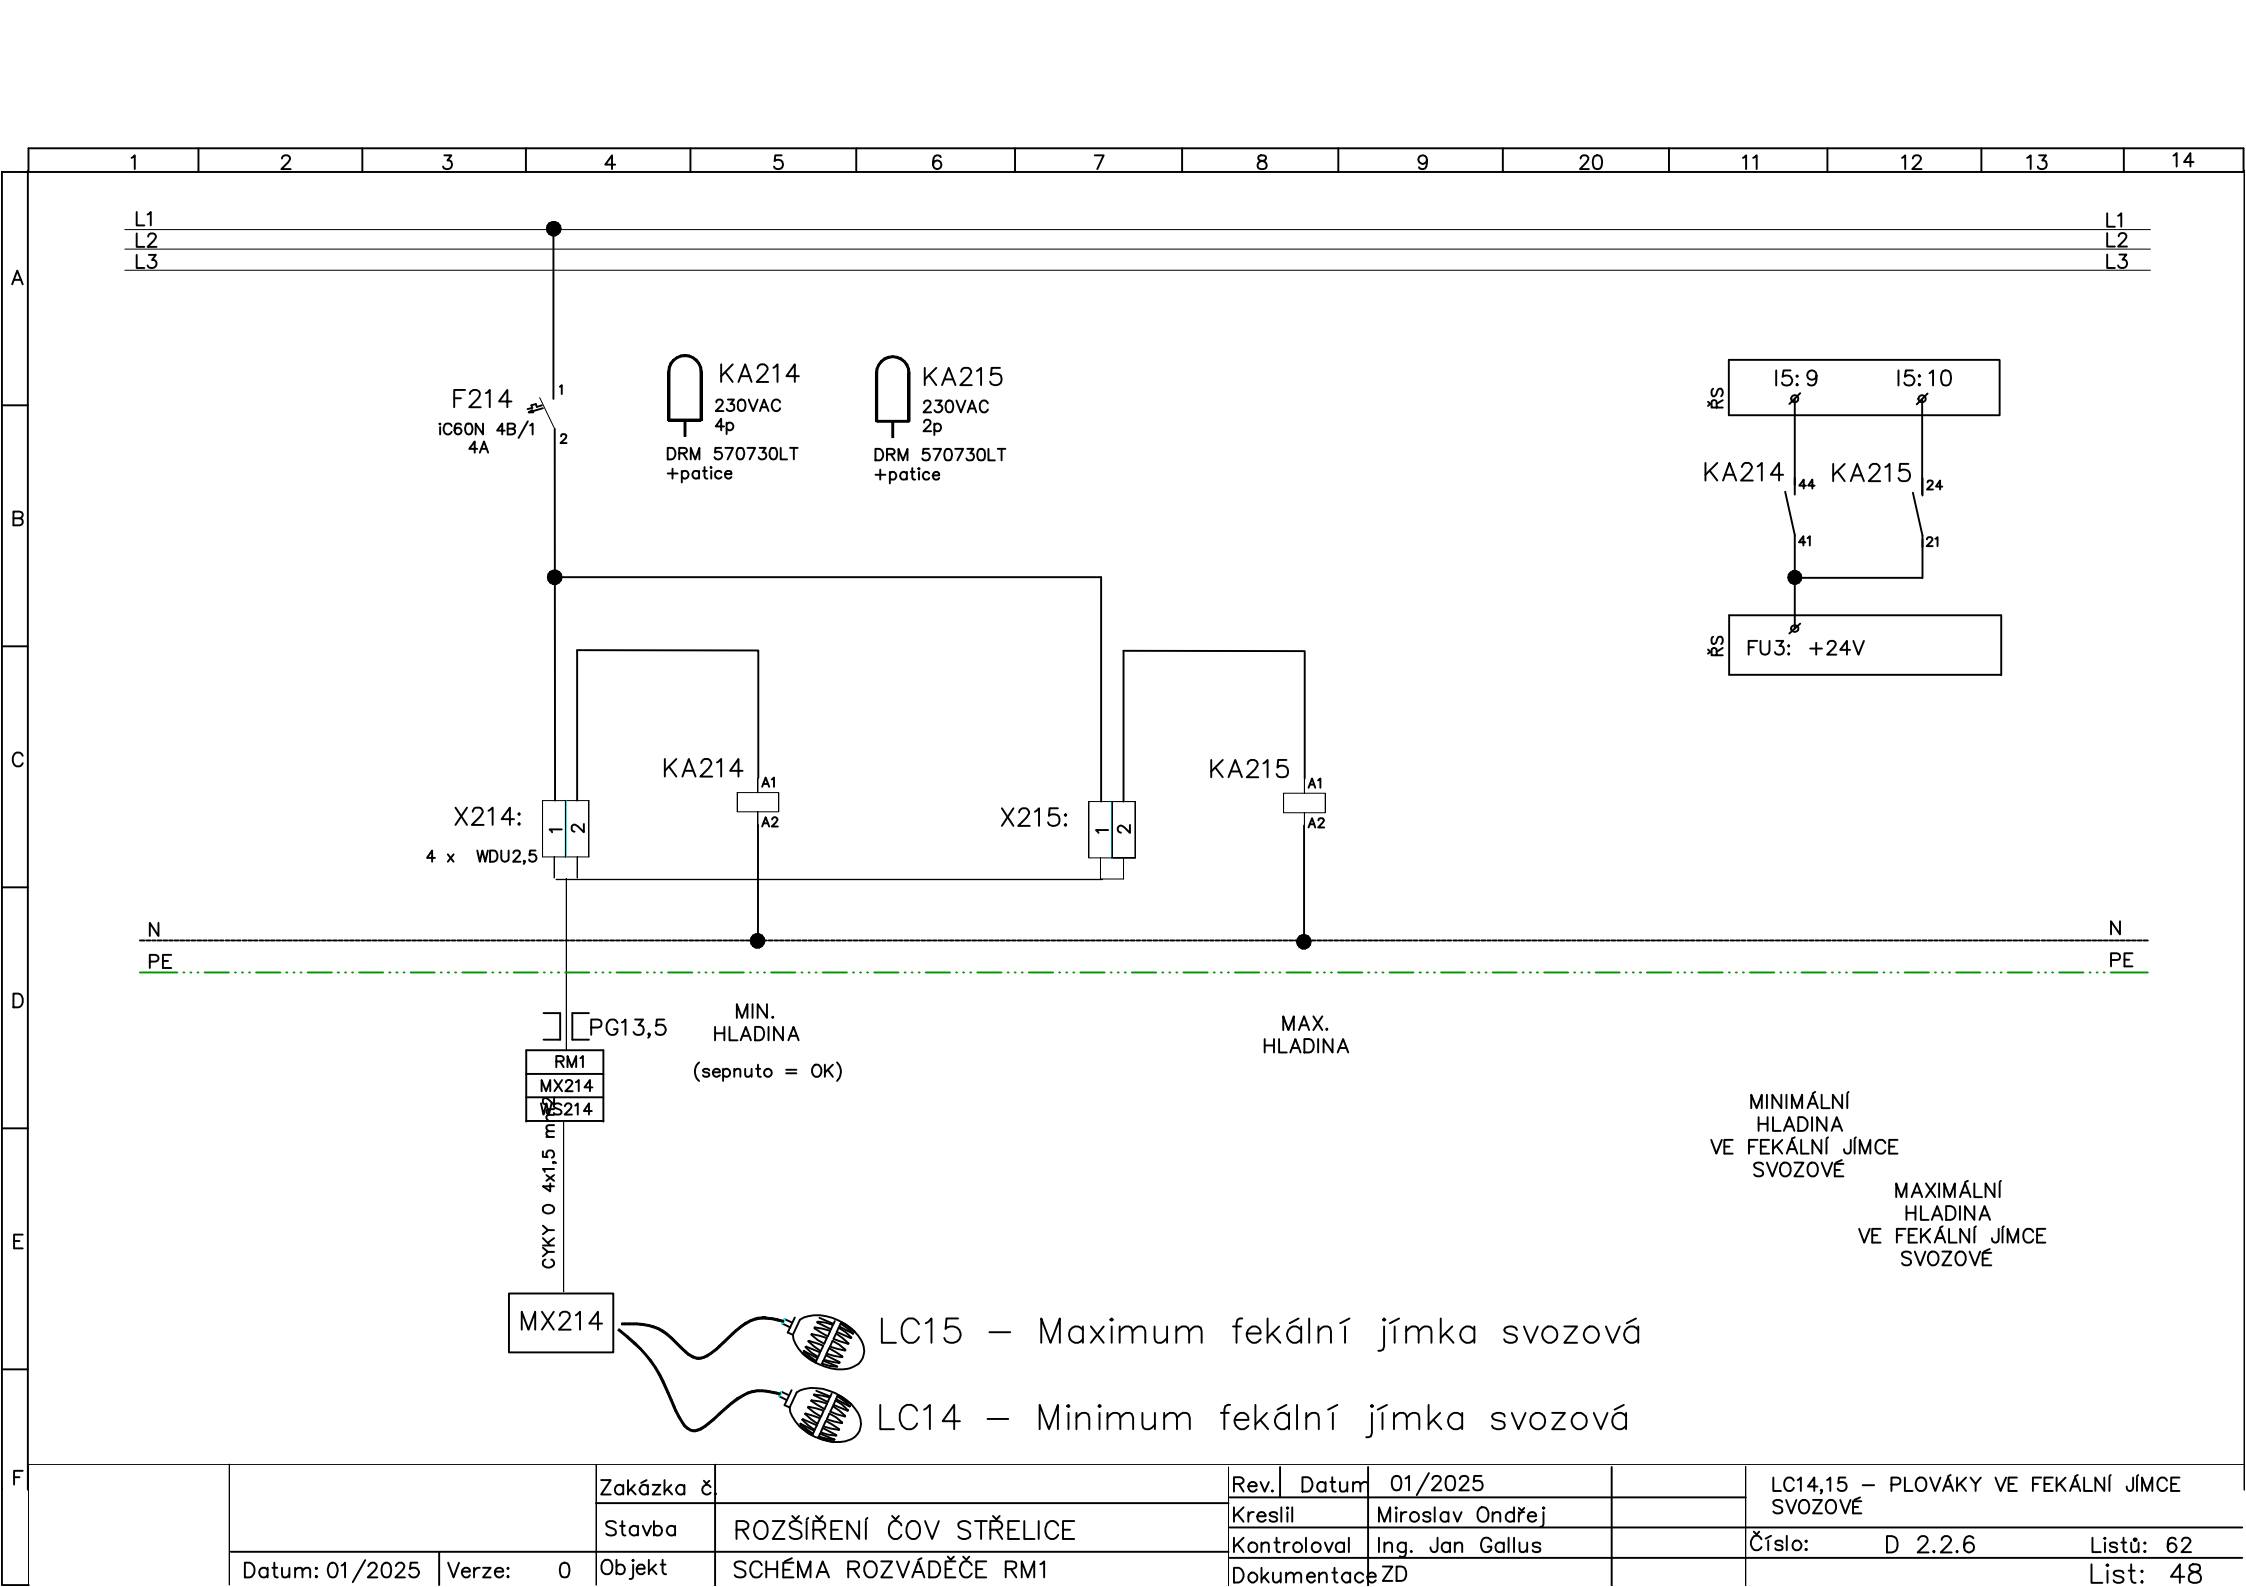 1 2 3 4 5 6 7 8 9 20 11 12 13 14
A
B
C
D
E
F
L1 L1
L2 L2
L3 L3
F214
iC60N 4B/1
4A
1
2
KA214
230VAC
4p
DRM 570730LT
+patice
KA215
230VAC
2p
DRM 570730LT
+patice
ŘS
I5:9 I5:10
KA214
44
41
KA215
24
21
ŘS
FU3: +24V
X214:
4 x WDU2,5
1 2
KA214
A1
A2
X215:
1 2
KA215
A1
A2
N N
PE PE
PG13,5
MIN.
HLADINA
(sepnuto = OK)
MAX.
HLADINA
RM1
MX214
WS214
CYKY O 4x1,5 mm2
MINIMÁLNÍ
HLADINA
VE FEKÁLNÍ JÍMCE
SVOZOVÉ
MAXIMÁLNÍ
HLADINA
VE FEKÁLNÍ JÍMCE
SVOZOVÉ
MX214
LC15 – Maximum fekální jímka svozová
LC14 – Minimum fekální jímka svozová
Datum: 01/2025 Verze: 0
Zakázka č.
Stavba ROZŠÍŘENÍ ČOV STŘELICE
Objekt SCHÉMA ROZVÁDĚČE RM1
Rev. Datum 01/2025
Kreslil Miroslav Ondřej
Kontroloval Ing. Jan Gallus
Dokumentace ZD
LC14,15 – PLOVÁKY VE FEKÁLNÍ JÍMCE
SVOZOVÉ
Číslo: D 2.2.6 Listů: 62
List: 48